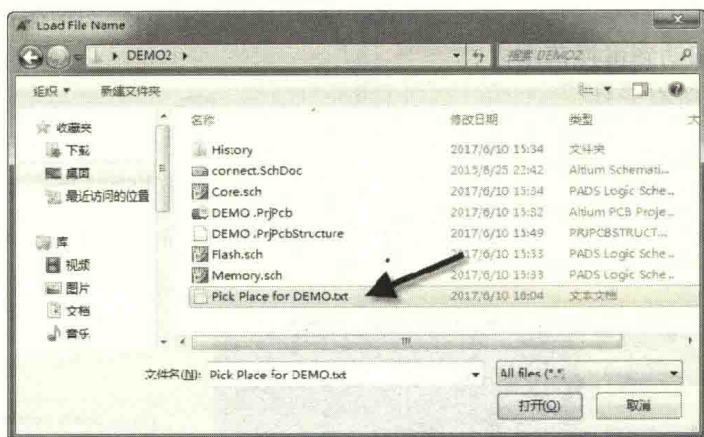 Load File Name
DEMO2
搜索 DEMO2
组织 新建文件夹
名称 修改日期 类型 大
收藏夹
下载
桌面
最近访问的位置
库
视频
图片
文档
音乐
History 2017/6/10 15:34 文件夹
connect.SchDoc 2015/8/25 22:42 Altium Schemati...
Core.sch 2017/6/10 15:34 PADS Logic Sche...
DEMO .PrjPcb 2017/6/10 15:32 Altium PCB Proje...
DEMO .PrjPcbStructure 2017/6/10 15:49 PRJPCBSTRUCT...
Flash.sch 2017/6/10 15:33 PADS Logic Sche...
Memory.sch 2017/6/10 15:33 PADS Logic Sche...
Pick Place for DEMO.txt 2017/6/10 16:04 文本文档
文件名(N): Pick Place for DEMO.txt All files (*.*)
打开(O) 取消